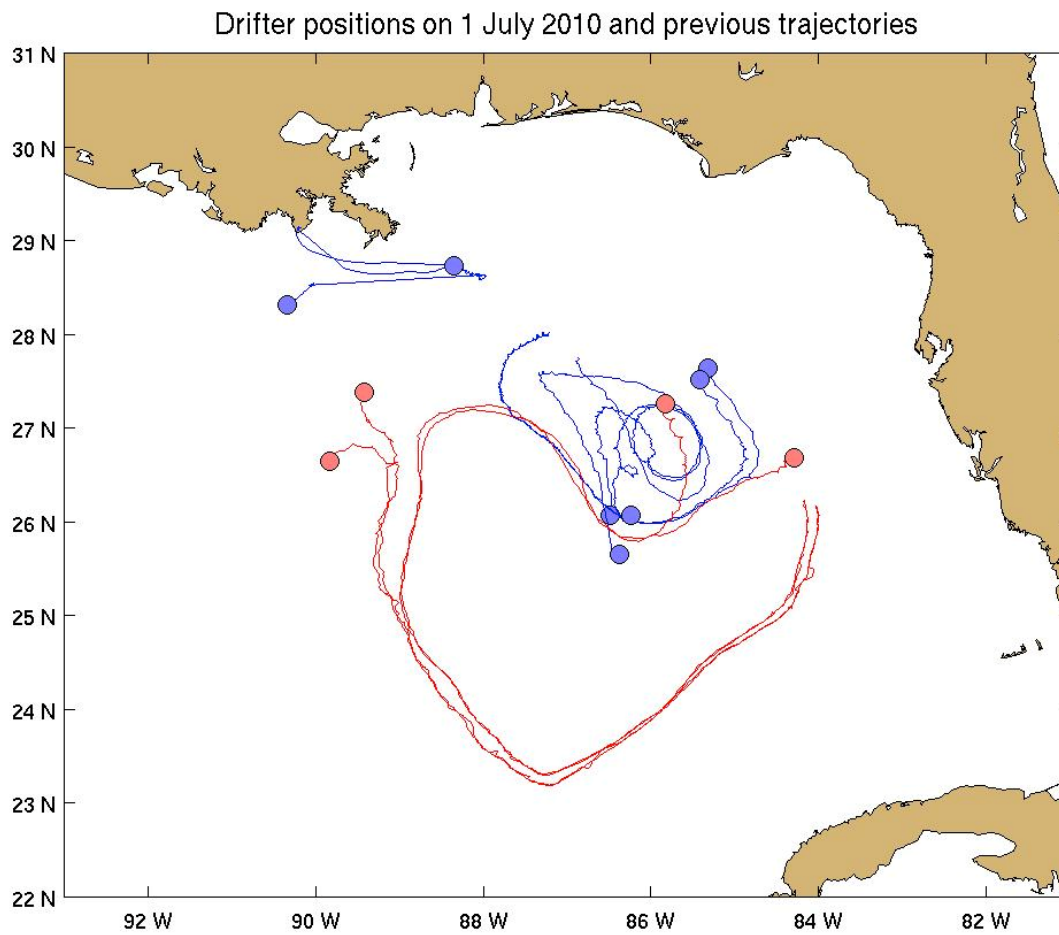 Drifter positions on 1 July 2010 and previous trajectories
31 N
30 N
29 N
28 N
27 N
26 N
25 N
24 N
23 N
22 N
92 W 90 W 88 W 86 W 84 W 82 W